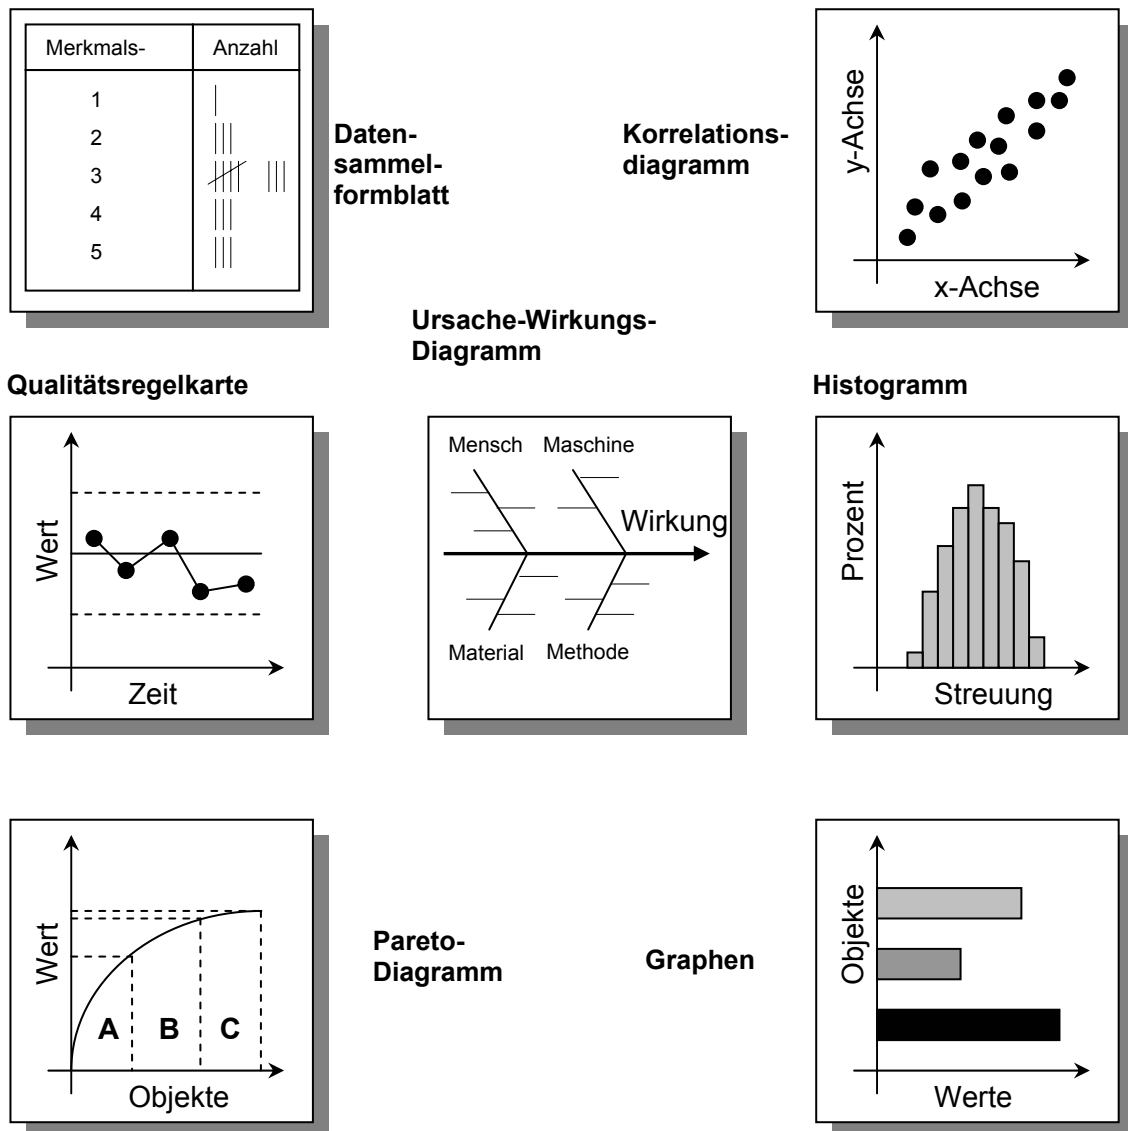 Merkmals- Anzahl
1
2
3
4
5
Daten-
sammel-
formblatt
Korrelations-
diagramm
y-Achse
x-Achse
Ursache-Wirkungs-
Diagramm
Qualitätsregelkarte
Wert
Zeit
Mensch Maschine
Wirkung
Material Methode
Histogramm
Prozent
Streuung
Wert
A B C
Objekte
Pareto-
Diagramm
Graphen
Objekte
Werte